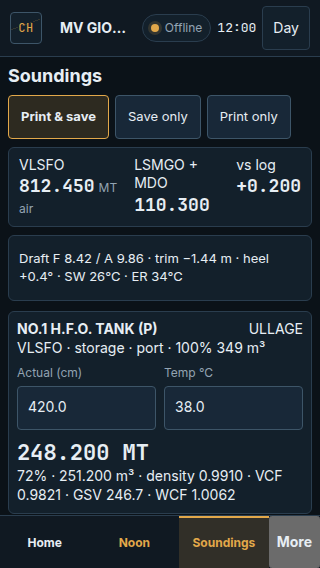 CH MV GIO... Offline 12:00 Day
Soundings
Print & save Save only Print only
VLSFO
812.450 MT
air
LSMGO +
MDO
110.300
vs log
+0.200
Draft F 8.42 / A 9.86 · trim −1.44 m · heel
+0.4° · SW 26°C · ER 34°C
NO.1 H.F.O. TANK (P) ULLAGE
VLSFO · storage · port · 100% 349 m³
Actual (cm) Temp °C
420.0 38.0
248.200 MT
72% · 251.200 m³ · density 0.9910 · VCF
0.9821 · GSV 246.7 · WCF 1.0062
Home Noon Soundings More